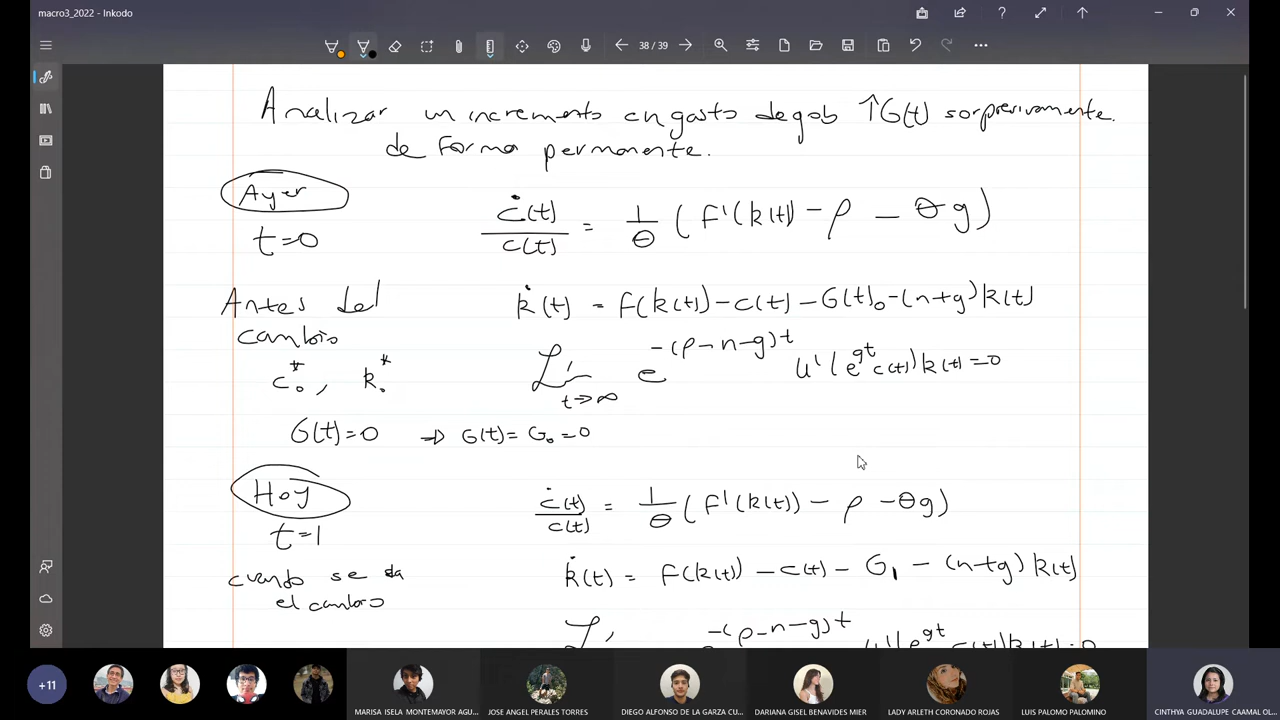 macro3_2022 - Inkodo
38 / 39
Analizar un incremento en gasto de gob ↑G(t) sorpresivamente.
de forma permanente.
Ayer
t=0
ċ(t)/c(t) = 1/θ (f'(k(t)) - ρ - θg)
Antes del
cambio
k̇(t) = f(k(t)) - c(t) - G(t)₀ - (n+g)k(t)
c₀*, k₀*
Lim t→∞ e^-(ρ-n-g)t u'(e^gt c(t))k(t)=0
G(t)=0 ⇒ G(t)= G₀ =0
Hoy
t=1
ċ(t)/c(t) = 1/θ (f'(k(t)) - ρ - θg)
cuando se da
el cambio
k̇(t) = f(k(t)) - c(t) - G₁ - (n+g)k(t)
-(ρ-n-g)t
+11
MARISA ISELA MONTEMAYOR AGU...
JOSE ANGEL PERALES TORRES
DIEGO ALFONSO DE LA GARZA CU...
DARIANA GISEL BENAVIDES MIER
LADY ARLETH CORONADO ROJAS
LUIS PALOMO PALOMINO
CINTHYA GUADALUPE CAAMAL OL...